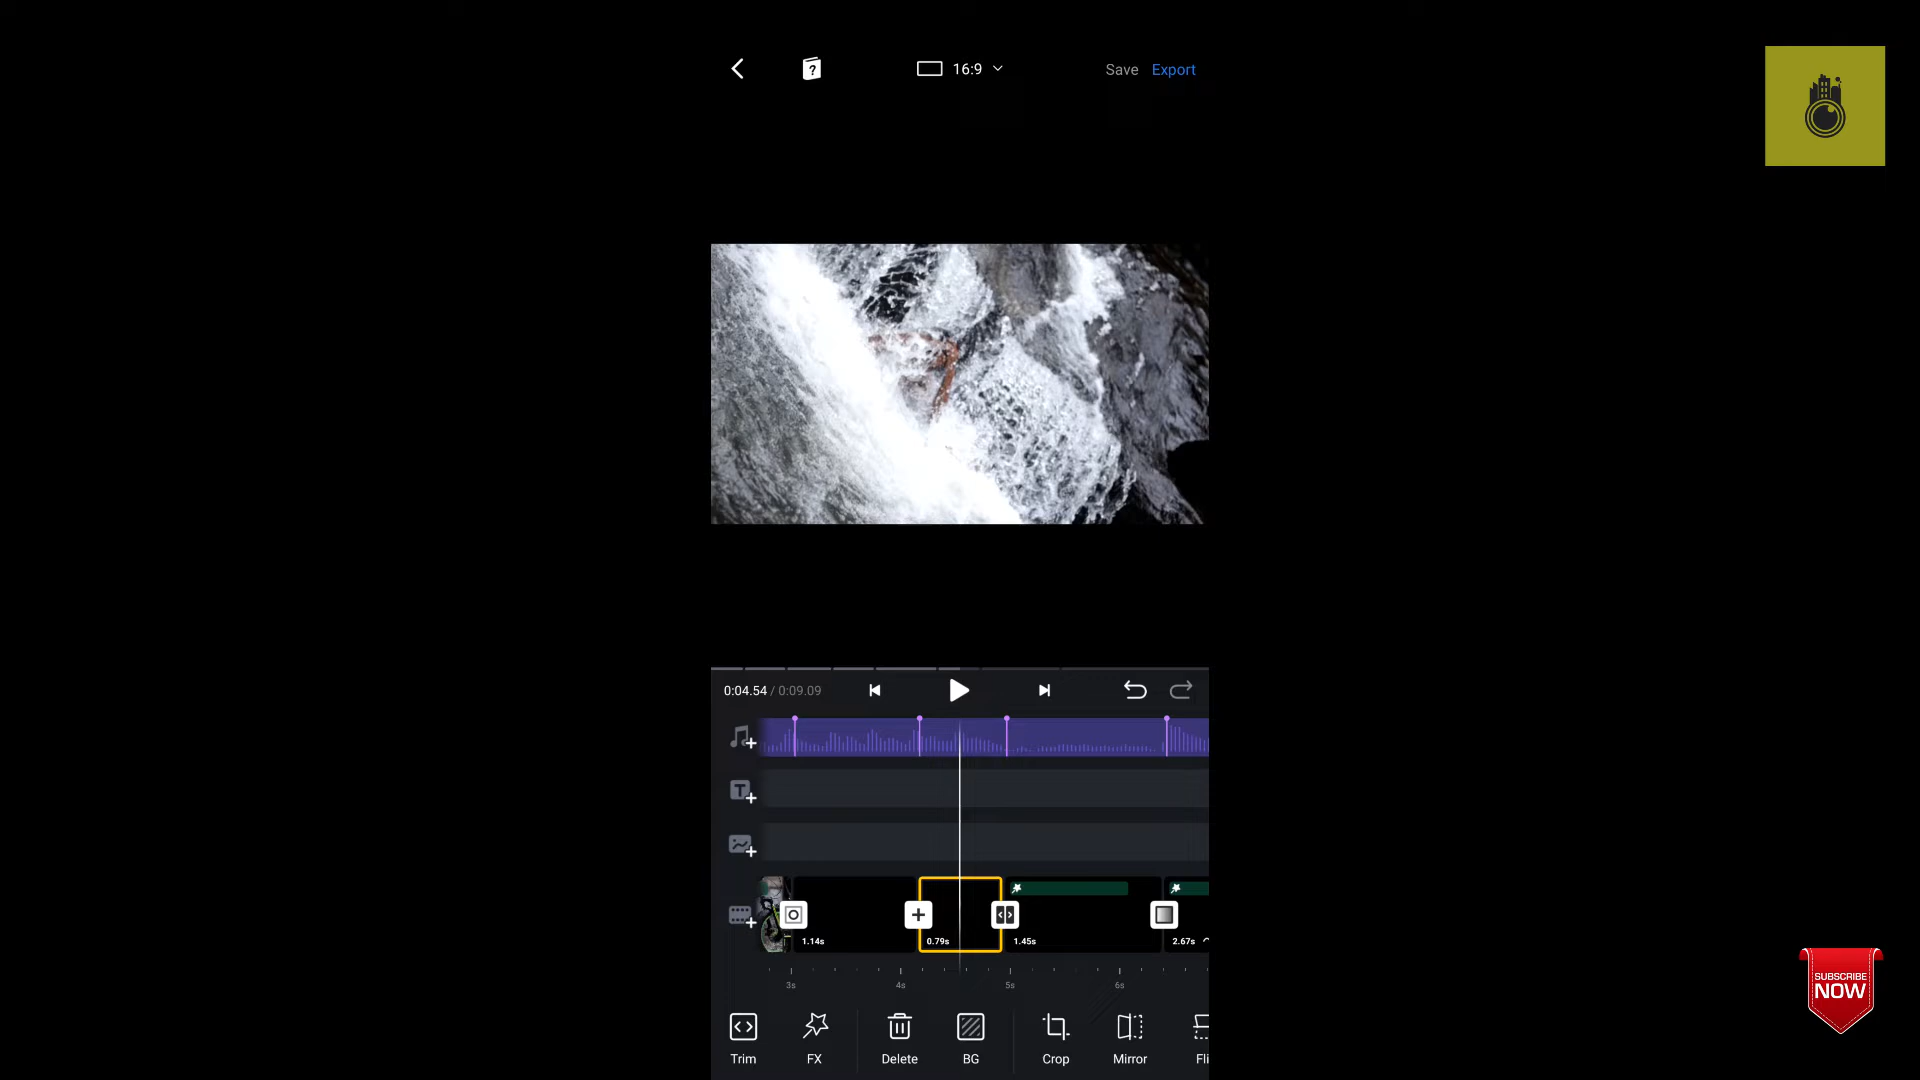 ?
16:9
Save
Export
0:04.54 / 0:09.09
T
1.14s
0.79s
1.45s
2.67s
3s
4s
5s
6s
Trim
FX
Delete
BG
Crop
Mirror
Fli
SUBSCRIBE
NOW